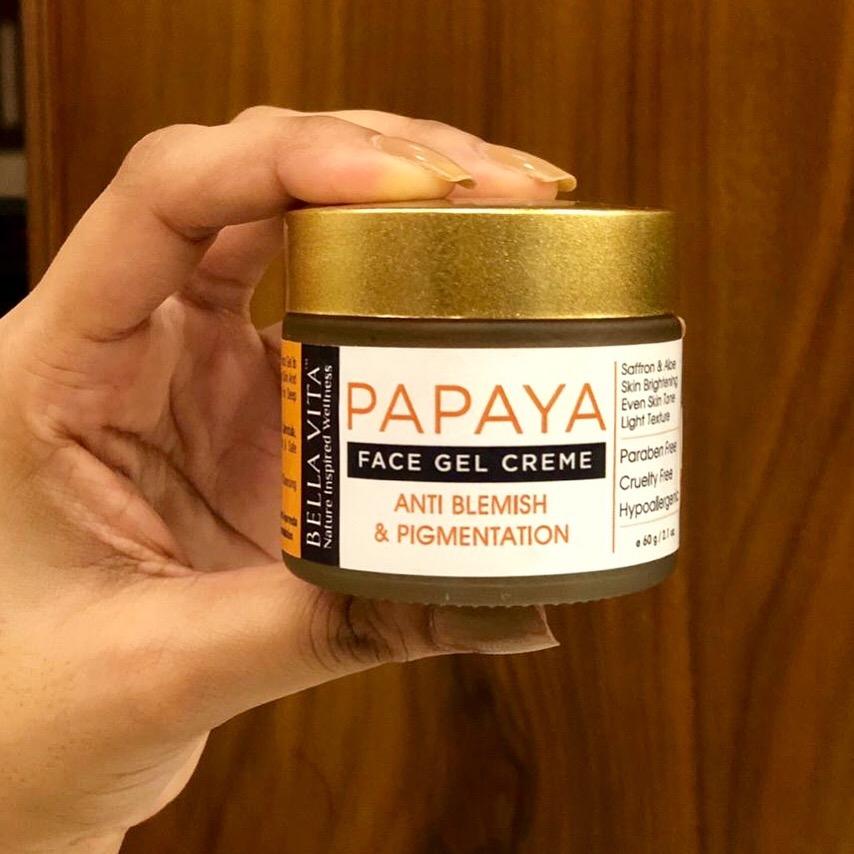 BELLA VITA™
Nature Inspired Wellness
PAPAYA
FACE GEL CREME
ANTI BLEMISH
& PIGMENTATION
Saffron & Aloe
Skin Brightening
Even Skin Tone
Light Texture
Paraben Free
Cruelty Free
Hypoallergenic
e 60 g / 2.1 oz